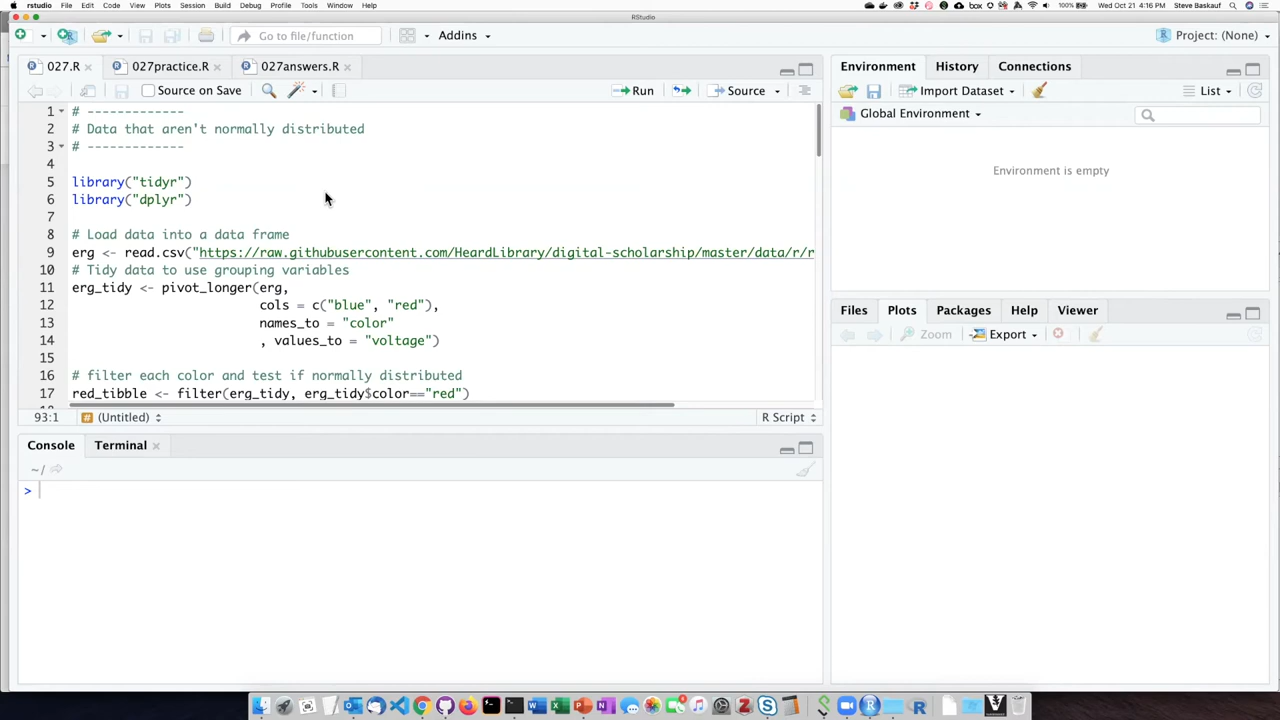 rstudio File Edit Code View Plots Session Build Debug Profile Tools Window Help
100% Wed Oct 21 4:16 PM Steve Baskauf
RStudio
Go to file/function Addins Project: (None)
027.R 027practice.R 027answers.R
Source on Save Run Source
1 # -------------
2 # Data that aren't normally distributed
3 # -------------
4
5 library("tidyr")
6 library("dplyr")
7
8 # Load data into a data frame
9 erg <- read.csv("https://raw.githubusercontent.com/HeardLibrary/digital-scholarship/master/data/r/r
10 # Tidy data to use grouping variables
11 erg_tidy <- pivot_longer(erg,
12 cols = c("blue", "red"),
13 names_to = "color"
14 , values_to = "voltage")
15
16 # filter each color and test if normally distributed
17 red_tibble <- filter(erg_tidy, erg_tidy$color=="red")
93:1 # (Untitled) R Script
Console Terminal
~/
>
Environment History Connections
Import Dataset List
Global Environment
Environment is empty
Files Plots Packages Help Viewer
Zoom Export